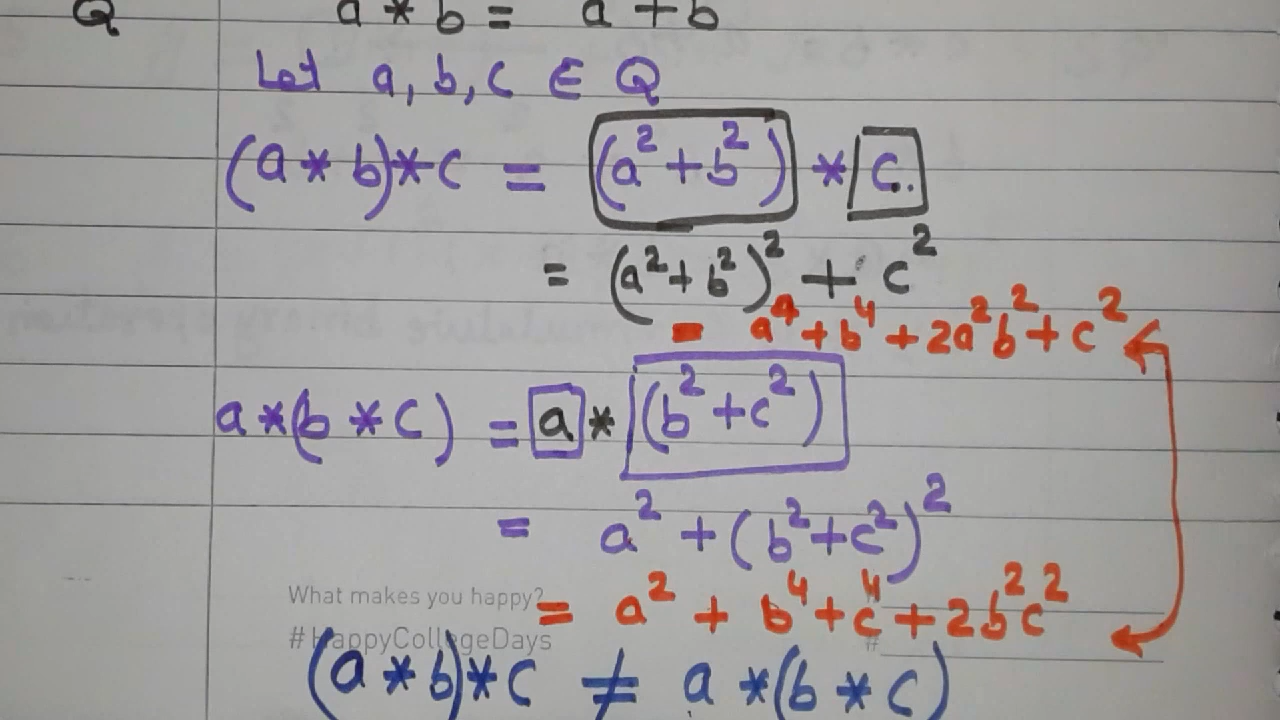 Q a * b = a + b
Let a, b, c ∈ Q
(a * b) * c = (a² + b²) * c.
= (a² + b²)² + c²
= a⁴ + b⁴ + 2a²b² + c²
a * (b * c) = a * (b² + c²)
= a² + (b² + c²)²
What makes you happy?
= a² + b⁴ + c⁴ + 2b²c²
#HappyCollegeDays #
(a * b) * c ≠ a * (b * c)